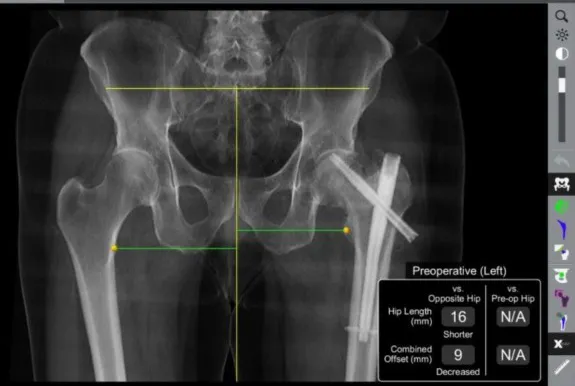 Preoperative (Left)
vs.
Opposite Hip
vs.
Pre-op Hip
Hip Length
(mm)
16
N/A
Shorter
Combined
Offset (mm)
9
N/A
Decreased
X